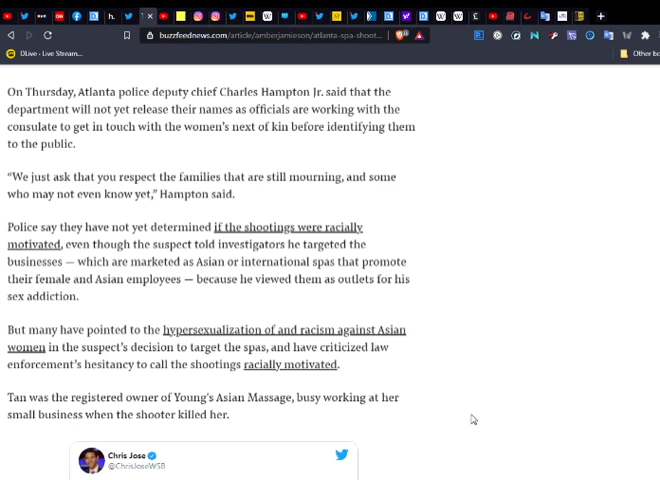 buzzfeednews.com/article/amberjamieson/atlanta-spa-shoot...
DLive - Live Stream...
Other bo
On Thursday, Atlanta police deputy chief Charles Hampton Jr. said that the
department will not yet release their names as officials are working with the
consulate to get in touch with the women's next of kin before identifying them
to the public.
“We just ask that you respect the families that are still mourning, and some
who may not even know yet,” Hampton said.
Police say they have not yet determined if the shootings were racially
motivated, even though the suspect told investigators he targeted the
businesses — which are marketed as Asian or international spas that promote
their female and Asian employees — because he viewed them as outlets for his
sex addiction.
But many have pointed to the hypersexualization of and racism against Asian
women in the suspect's decision to target the spas, and have criticized law
enforcement's hesitancy to call the shootings racially motivated.
Tan was the registered owner of Young's Asian Massage, busy working at her
small business when the shooter killed her.
Chris Jose
@ChrisJoseWSB